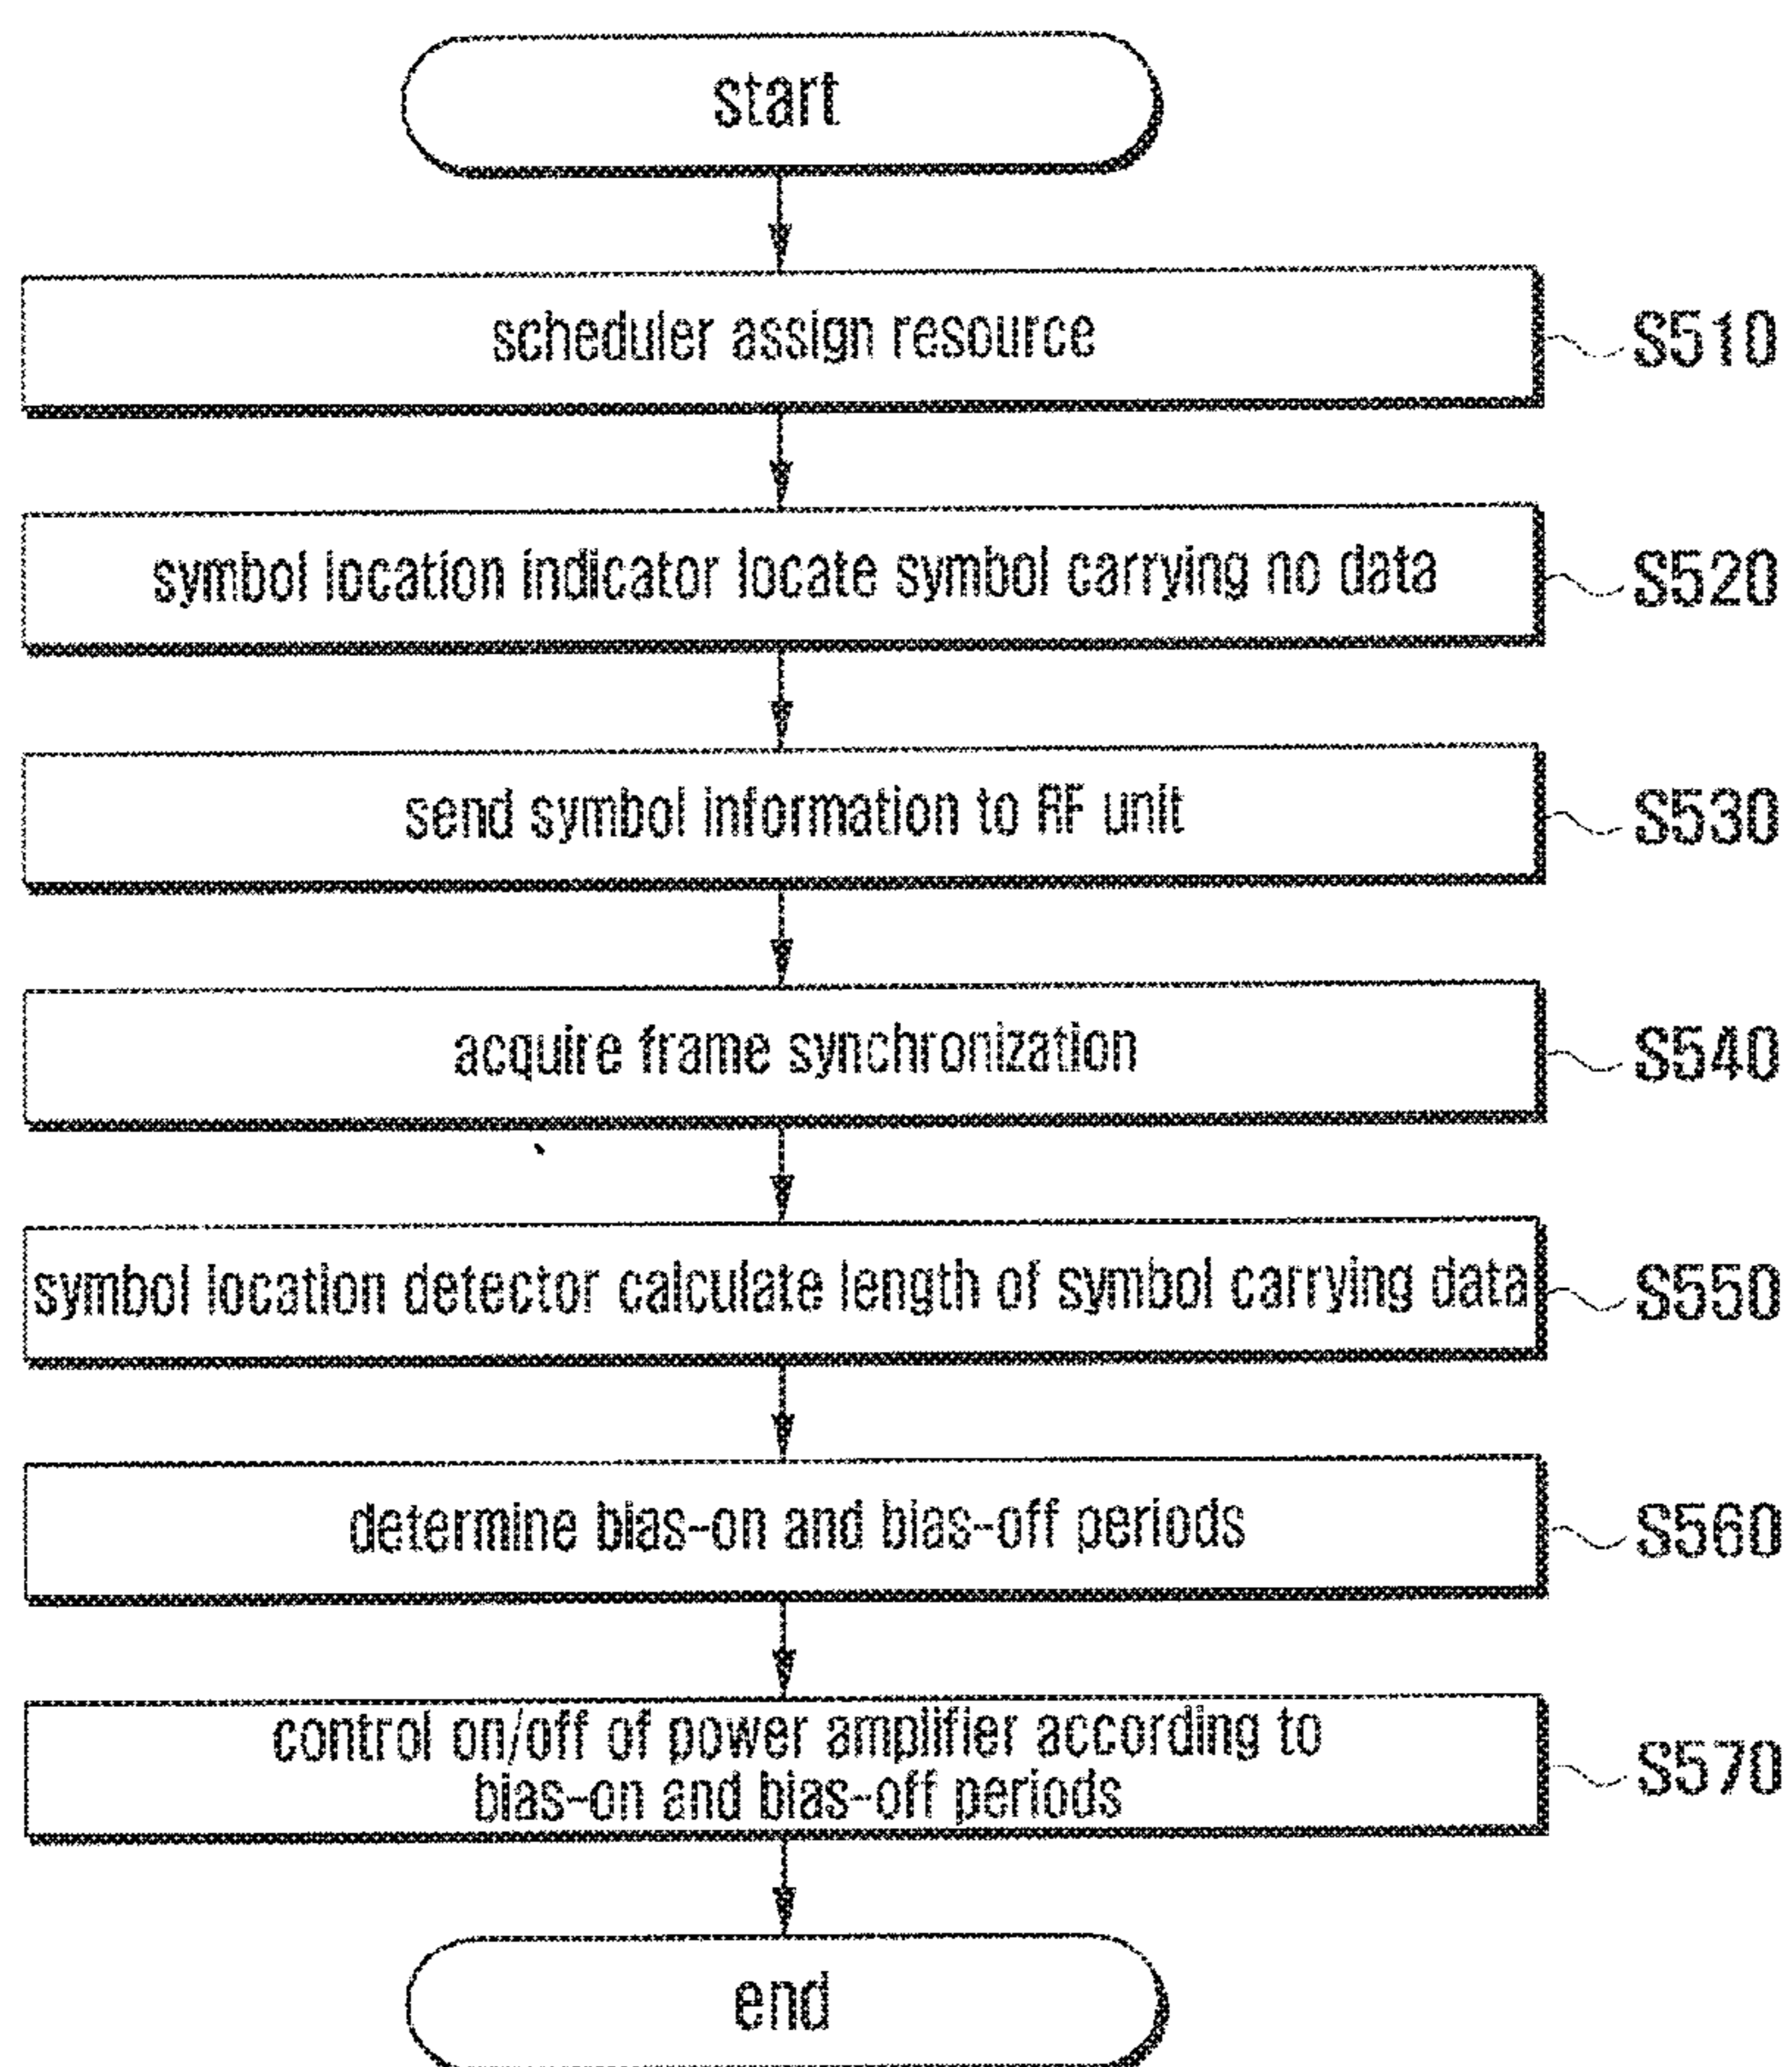 start
scheduler assign resource
S510
symbol location indicator locate symbol carrying no data
S520
send symbol information to RF unit
S530
acquire frame synchronization
S540
symbol location detector calculate length of symbol carrying data
S550
determine bias-on and bias-off periods
S560
control on/off of power amplifier according to
bias-on and bias-off periods
S570
end